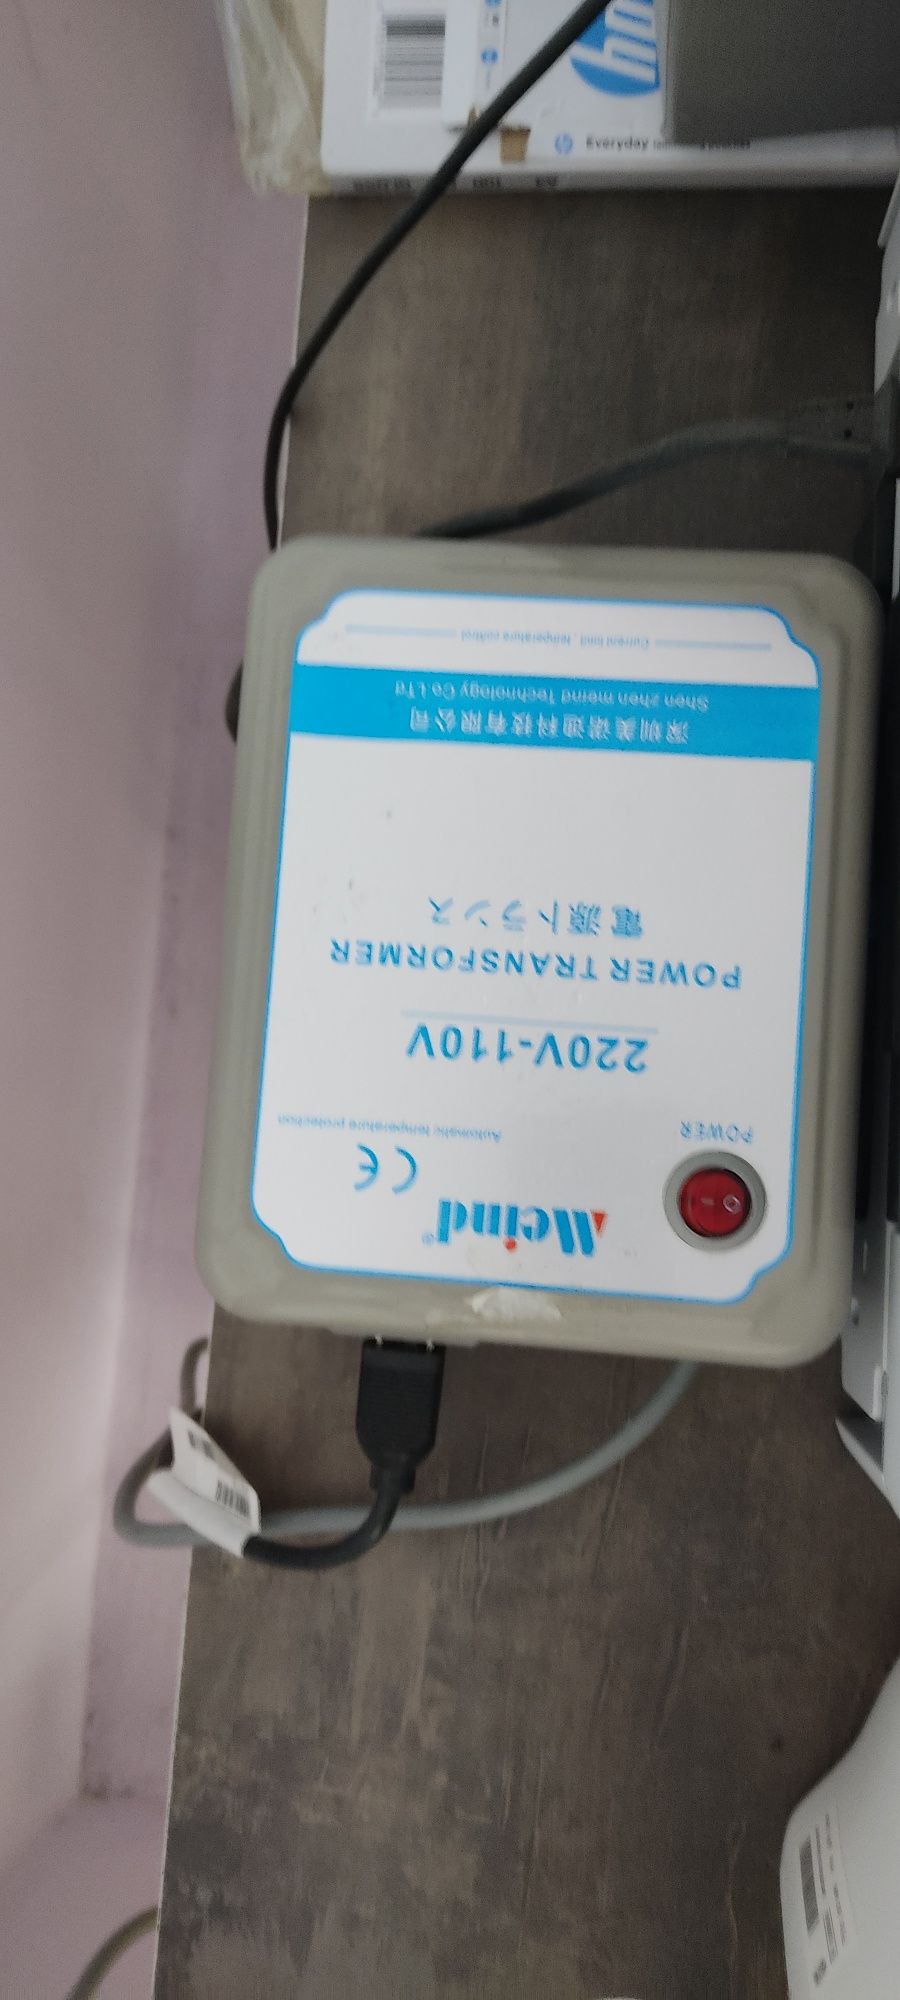 Meind®
CE
POWER
Automatic temperature protection
220V-110V
POWER TRANSFORMER
電源トランス
深圳美诺迪科技有限公司
Shen zhen meind Technology Co.LTd
Current limit . temperature control
hp
Everyday